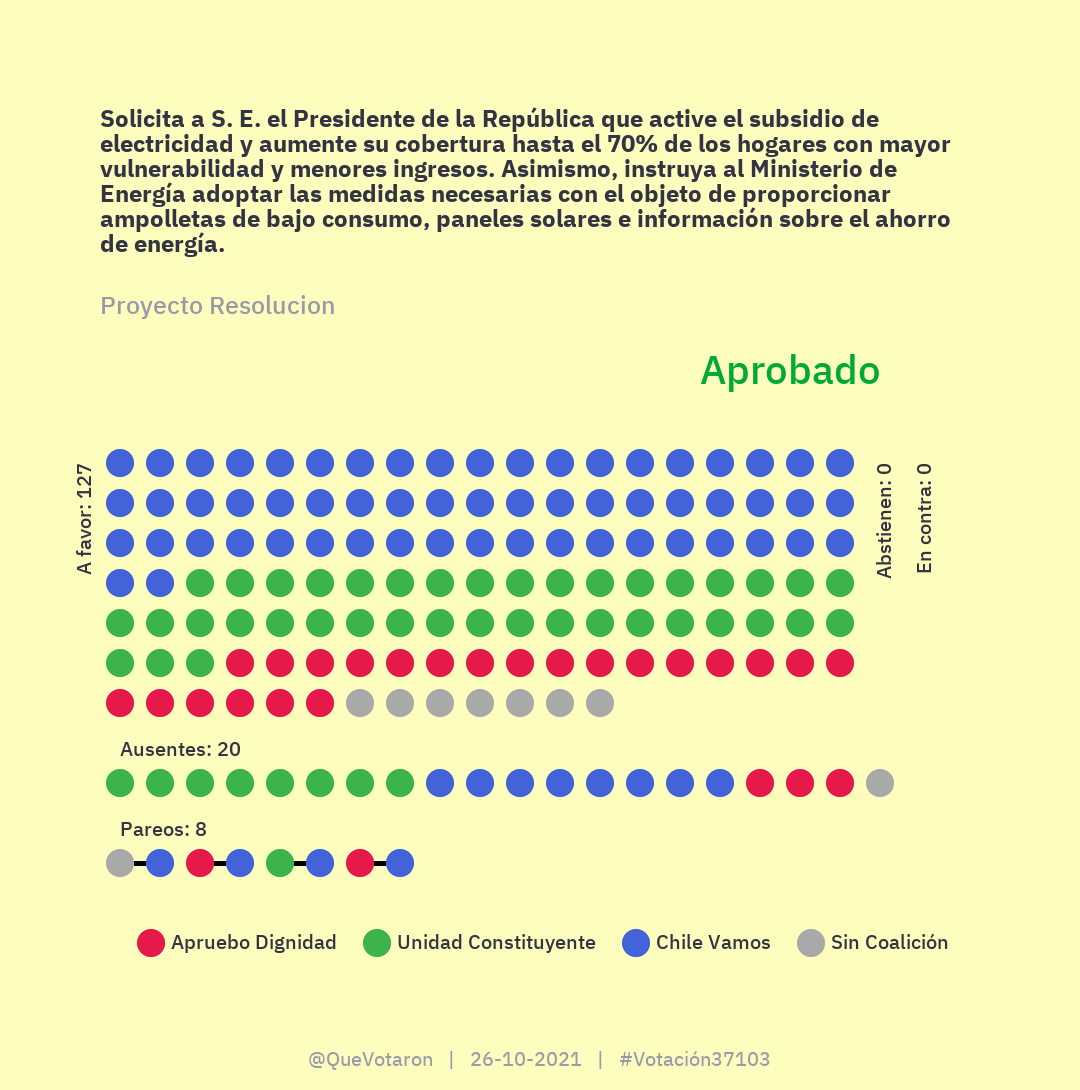 Solicita a S. E. el Presidente de la República que active el subsidio de
electricidad y aumente su cobertura hasta el 70% de los hogares con mayor
vulnerabilidad y menores ingresos. Asimismo, instruya al Ministerio de
Energía adoptar las medidas necesarias con el objeto de proporcionar
ampolletas de bajo consumo, paneles solares e información sobre el ahorro
de energía.
Proyecto Resolucion
Aprobado
A favor: 127
Abstienen: 0
En contra: 0
Ausentes: 20
Pareos: 8
Apruebo Dignidad
Unidad Constituyente
Chile Vamos
Sin Coalición
@QueVotaron | 26-10-2021 | #Votación37103